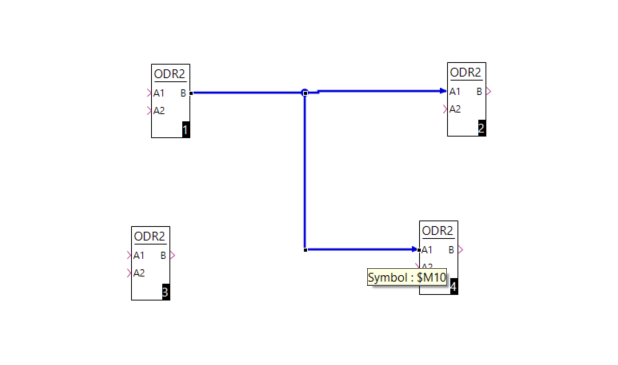 ODR2
A1 B
A2
1
ODR2
A1 B
A2
2
ODR2
A1 B
A2
3
ODR2
A1 B
A2
Symbol : $M10
4